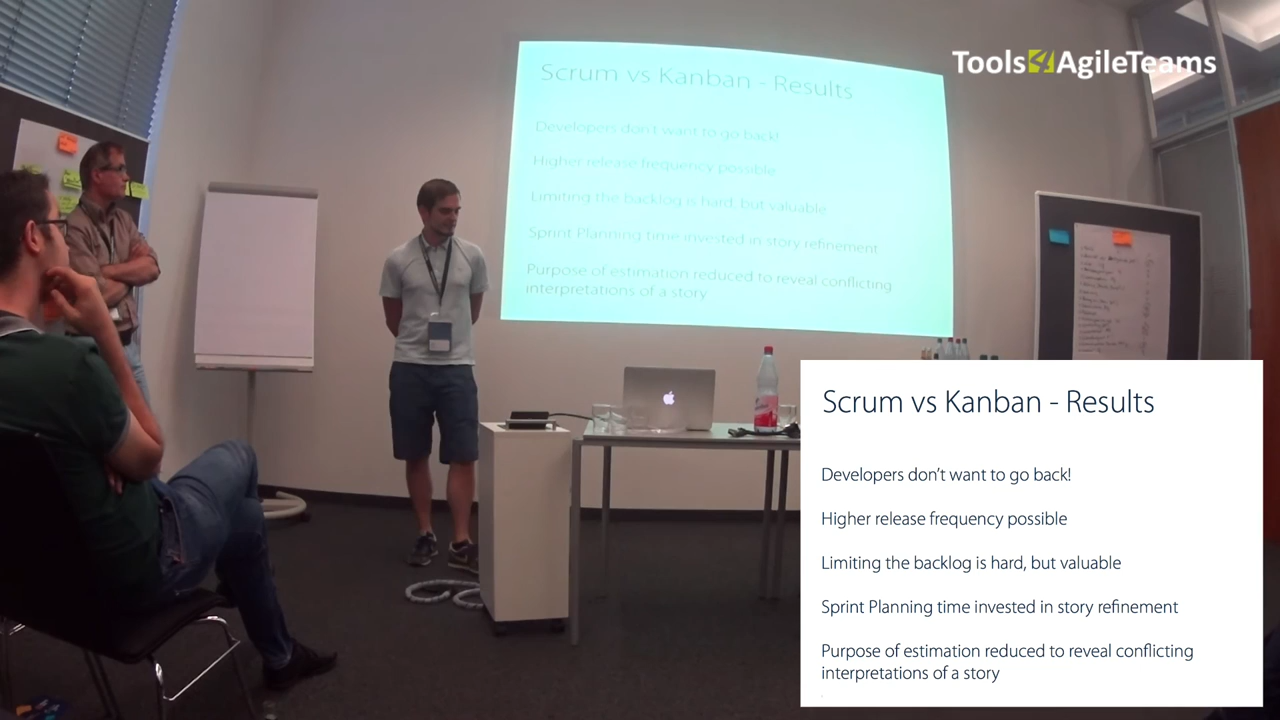 Tools4AgileTeams
Scrum vs Kanban - Results
Developers don't want to go back!
Higher release frequency possible
Limiting the backlog is hard, but valuable
Sprint Planning time invested in story refinement
Purpose of estimation reduced to reveal conflicting
interpretations of a story
Scrum vs Kanban - Results
Developers don't want to go back!
Higher release frequency possible
Limiting the backlog is hard, but valuable
Sprint Planning time invested in story refinement
Purpose of estimation reduced to reveal conflicting
interpretations of a story